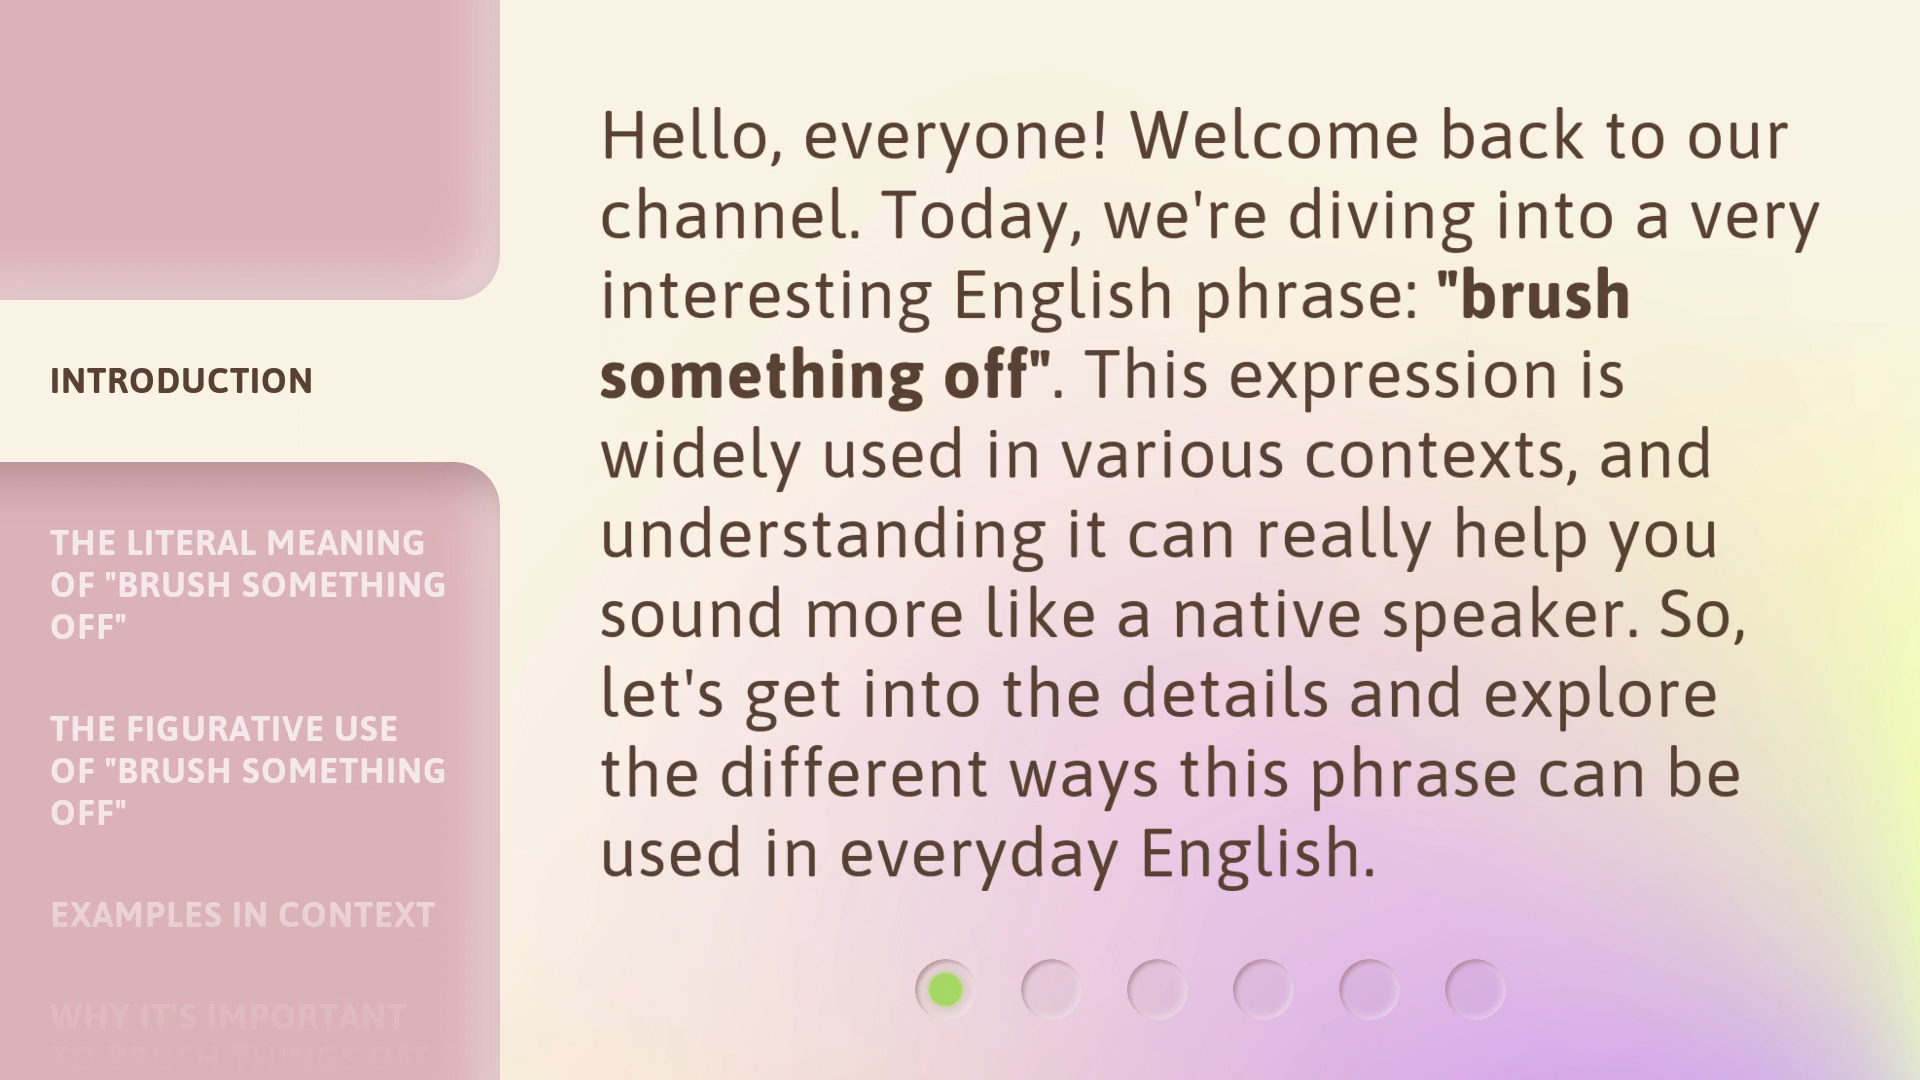 INTRODUCTION
THE LITERAL MEANING
OF "BRUSH SOMETHING
OFF"
THE FIGURATIVE USE
OF "BRUSH SOMETHING
OFF"
EXAMPLES IN CONTEXT
WHY IT'S IMPORTANT
TO BRUSH THINGS OFF
Hello, everyone! Welcome back to our
channel. Today, we're diving into a very
interesting English phrase: "brush
something off". This expression is
widely used in various contexts, and
understanding it can really help you
sound more like a native speaker. So,
let's get into the details and explore
the different ways this phrase can be
used in everyday English.